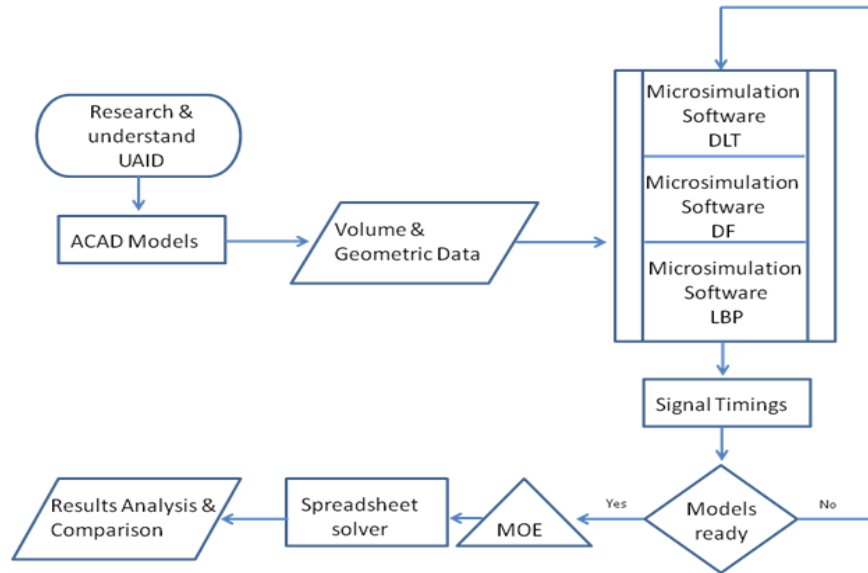 Research &
understand
UAID
ACAD Models
Volume &
Geometric Data
Microsimulation
Software
DLT
Microsimulation
Software
DF
Microsimulation
Software
LBP
Signal Timings
Models
ready
No
Yes
MOE
Spreadsheet
solver
Results Analysis &
Comparison